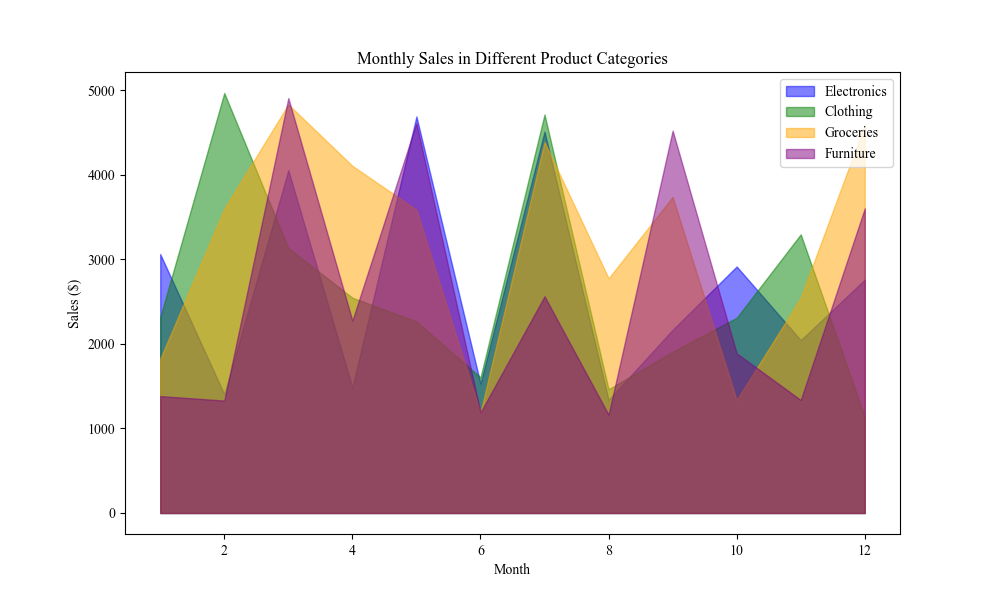 Monthly Sales in Different Product Categories
Electronics
Clothing
Groceries
Furniture
Sales ($)
5000
4000
3000
2000
1000
0
2 4 6 8 10 12
Month